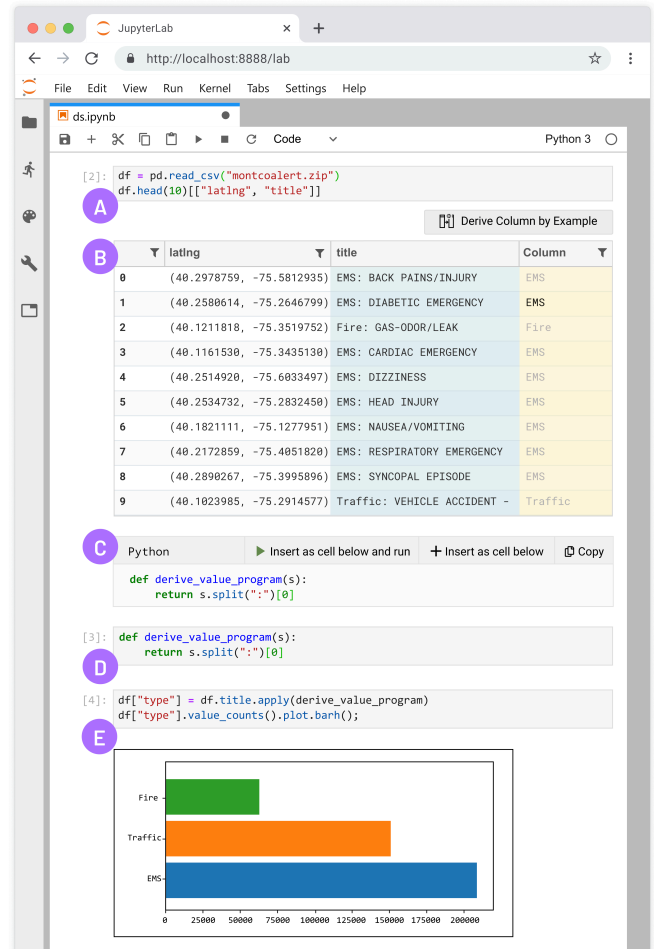 JupyterLab × +
http://localhost:8888/lab
File Edit View Run Kernel Tabs Settings Help
ds.ipynb
Code Python 3
[2]: df = pd.read_csv("montcoalert.zip")
df.head(10)[["latlng", "title"]]
A
Derive Column by Example
B
latlng title Column
0 (40.2978759, -75.5812935) EMS: BACK PAINS/INJURY EMS
1 (40.2580614, -75.2646799) EMS: DIABETIC EMERGENCY EMS
2 (40.1211818, -75.3519752) Fire: GAS-ODOR/LEAK Fire
3 (40.1161530, -75.3435130) EMS: CARDIAC EMERGENCY EMS
4 (40.2514920, -75.6033497) EMS: DIZZINESS EMS
5 (40.2534732, -75.2832450) EMS: HEAD INJURY EMS
6 (40.1821111, -75.1277951) EMS: NAUSEA/VOMITING EMS
7 (40.2172859, -75.4051820) EMS: RESPIRATORY EMERGENCY EMS
8 (40.2890267, -75.3995896) EMS: SYNCOPAL EPISODE EMS
9 (40.1023985, -75.2914577) Traffic: VEHICLE ACCIDENT - Traffic
C
Python Insert as cell below and run Insert as cell below Copy
def derive_value_program(s):
return s.split(":")[0]
[3]: def derive_value_program(s):
return s.split(":")[0]
D
[4]: df["type"] = df.title.apply(derive_value_program)
df["type"].value_counts().plot.barh();
E
Fire
Traffic
EMS
0 25000 50000 75000 100000 125000 150000 175000 200000